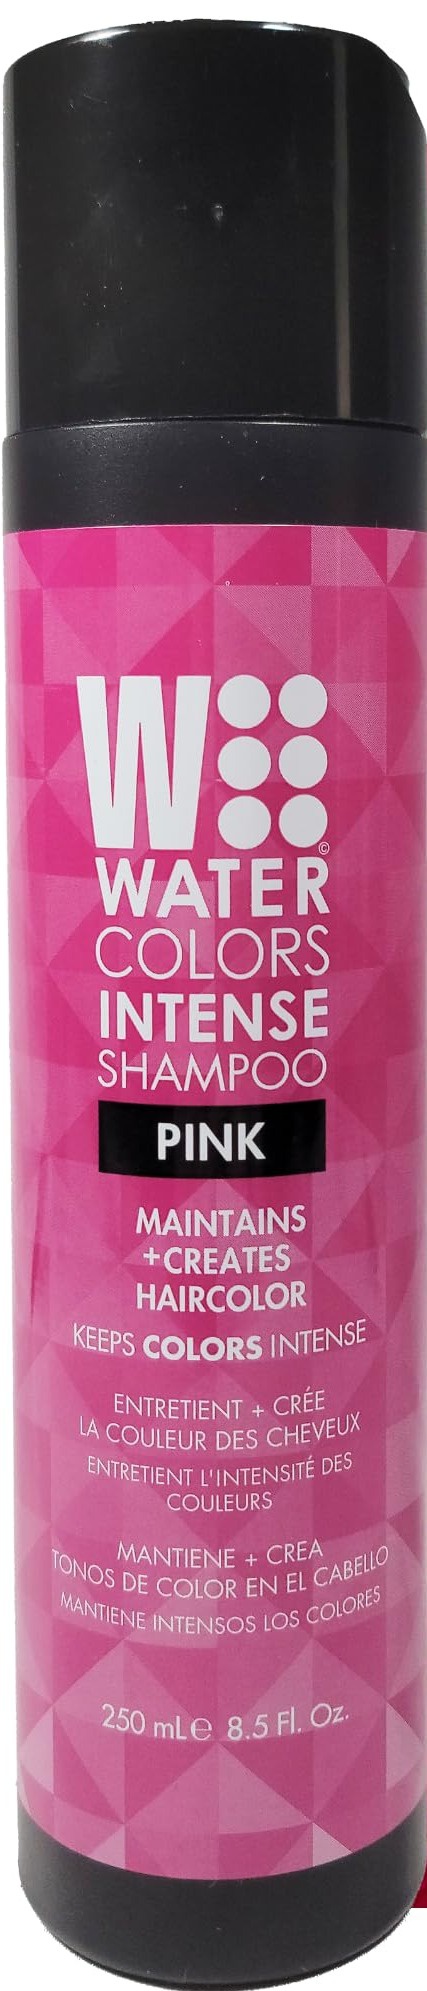 W
©
WATER
COLORS
INTENSE
SHAMPOO
PINK
MAINTAINS
+CREATES
HAIRCOLOR
KEEPS COLORS INTENSE
ENTRETIENT + CRÉE
LA COULEUR DES CHEVEUX
ENTRETIENT L'INTENSITÉ DES
COULEURS
MANTIENE + CREA
TONOS DE COLOR EN EL CABELLO
MANTIENE INTENSOS LOS COLORES
250 mL℮ 8.5 Fl. Oz.